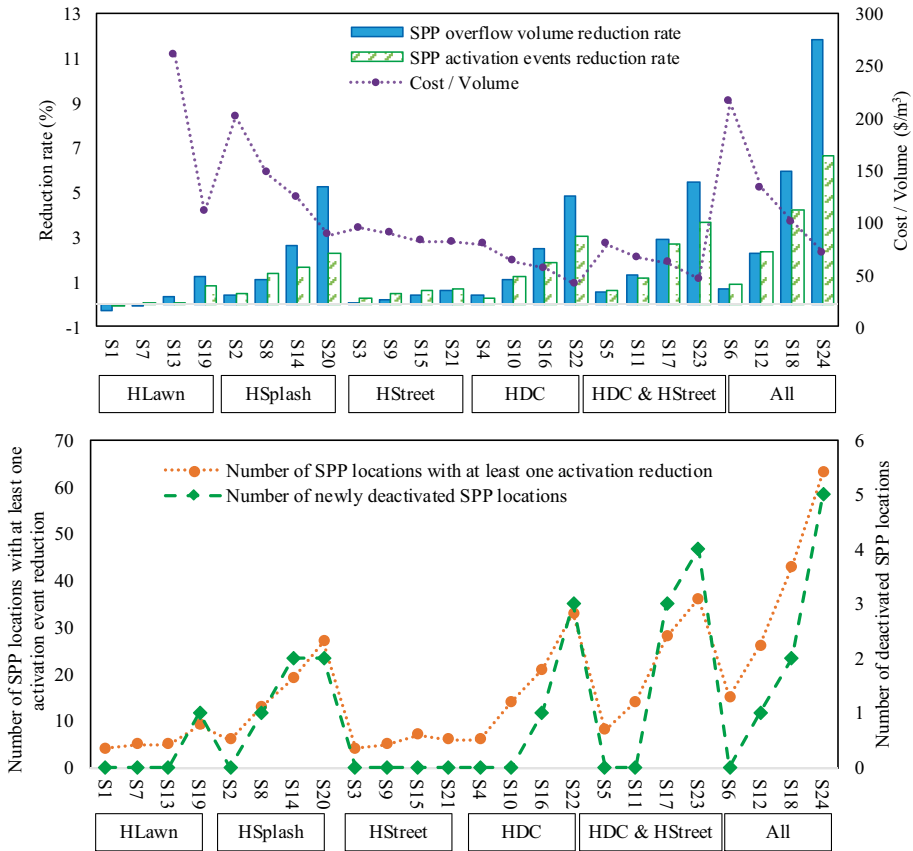 13
11
9
7
5
3
1
-1
Reduction rate (%)
SPP overflow volume reduction rate
SPP activation events reduction rate
Cost / Volume
300
250
200
150
100
50
0
Cost / Volume ($/m³)
S1 S7 S13 S19 S2 S8 S14 S20 S3 S9 S15 S21 S4 S10 S16 S22 S5 S11 S17 S23 S6 S12 S18 S24
HLawn HSplash HStreet HDC HDC & HStreet All
70
60
50
40
30
20
10
0
Number of SPP locations with at least one
activation event reduction
Number of SPP locations with at least one activation reduction
Number of newly deactivated SPP locations
6
5
4
3
2
1
0
Number of deactivated SPP locations
S1 S7 S13 S19 S2 S8 S14 S20 S3 S9 S15 S21 S4 S10 S16 S22 S5 S11 S17 S23 S6 S12 S18 S24
HLawn HSplash HStreet HDC HDC & HStreet All